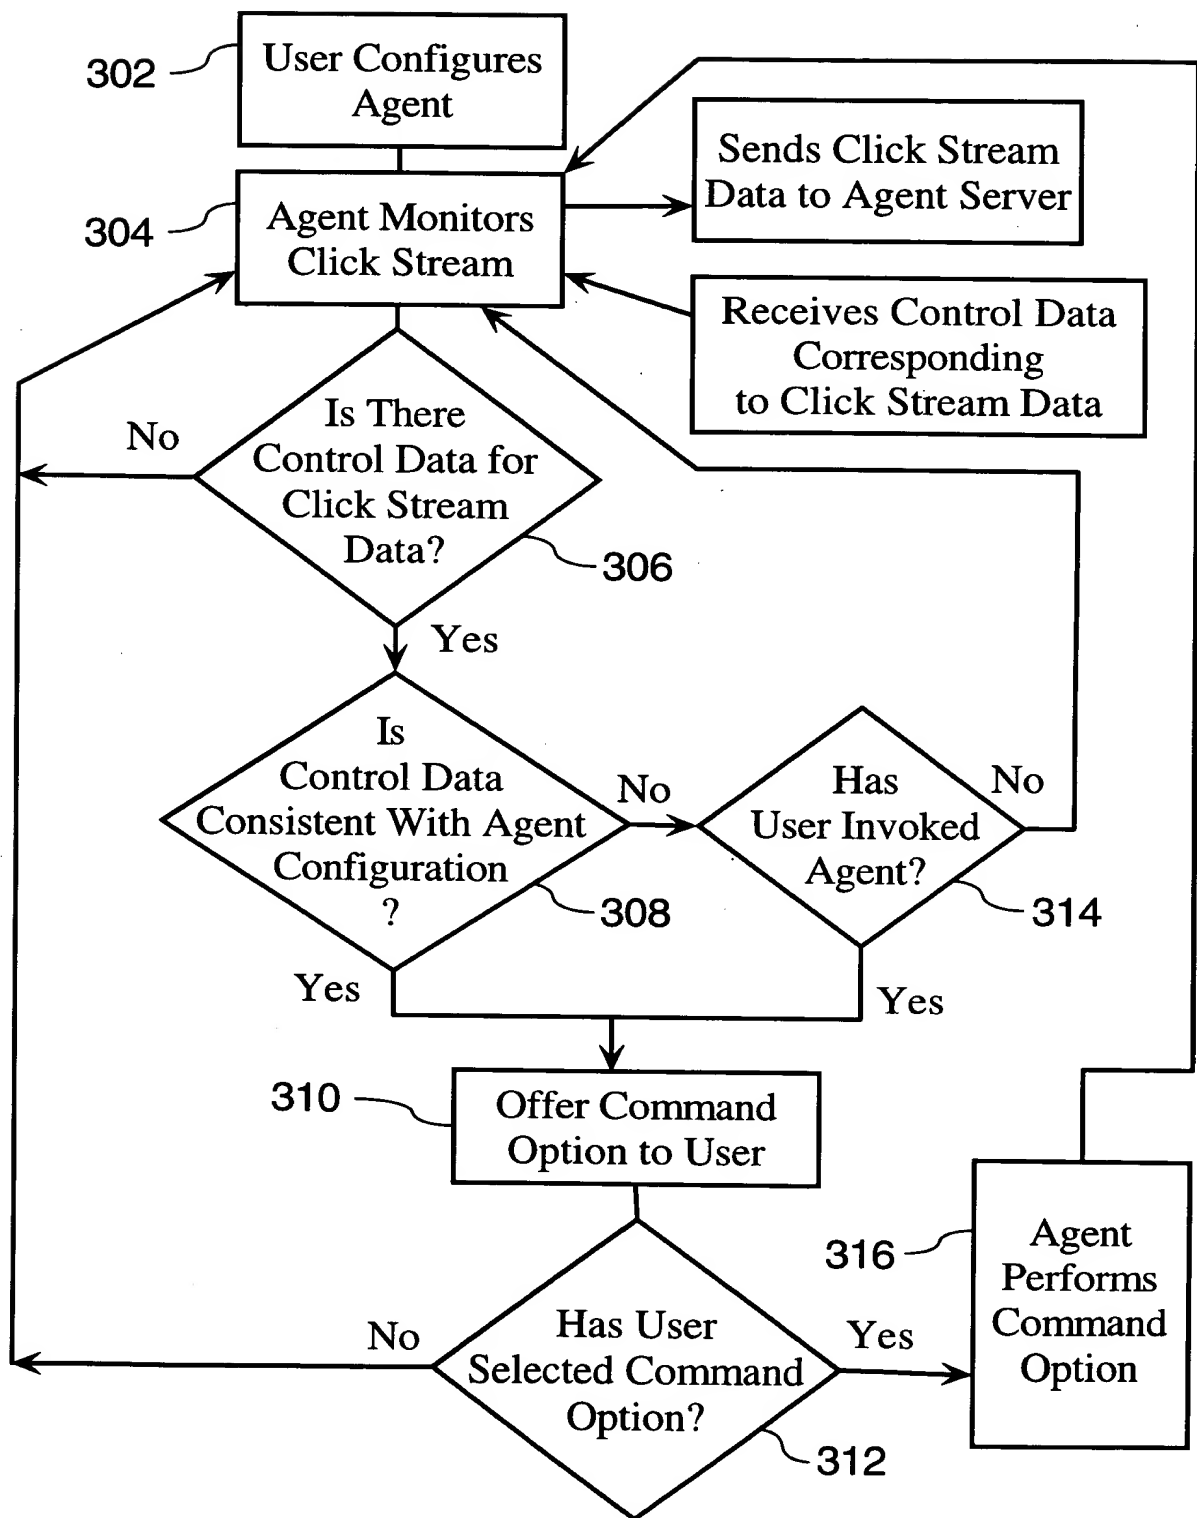 302
User Configures
Agent
304
Agent Monitors
Click Stream
Sends Click Stream
Data to Agent Server
Receives Control Data
Corresponding
to Click Stream Data
No
Is There
Control Data for
Click Stream
Data?
306
Yes
Is
Control Data
Consistent With Agent
Configuration
?
308
No
Has
User Invoked
Agent?
No
314
Yes
Yes
310
Offer Command
Option to User
No
Has User
Selected Command
Option?
312
Yes
316
Agent
Performs
Command
Option